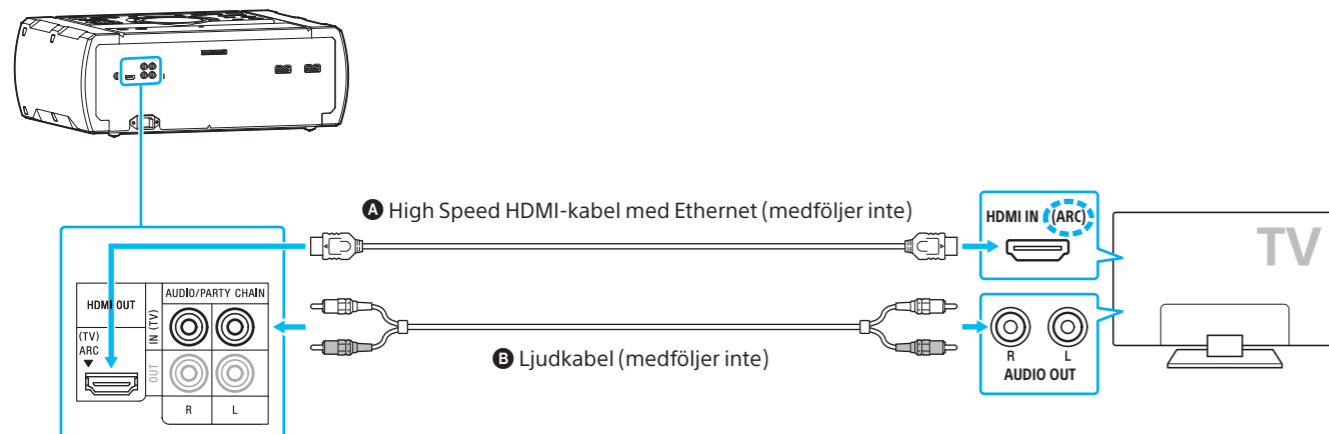 A High Speed HDMI-kabel med Ethernet (medföljer inte)
HDMI IN (ARC)
TV
HDMI OUT
(TV)
ARC
AUDIO/PARTY CHAIN
IN (TV)
OUT
R L
B Ljudkabel (medföljer inte)
R L
AUDIO OUT